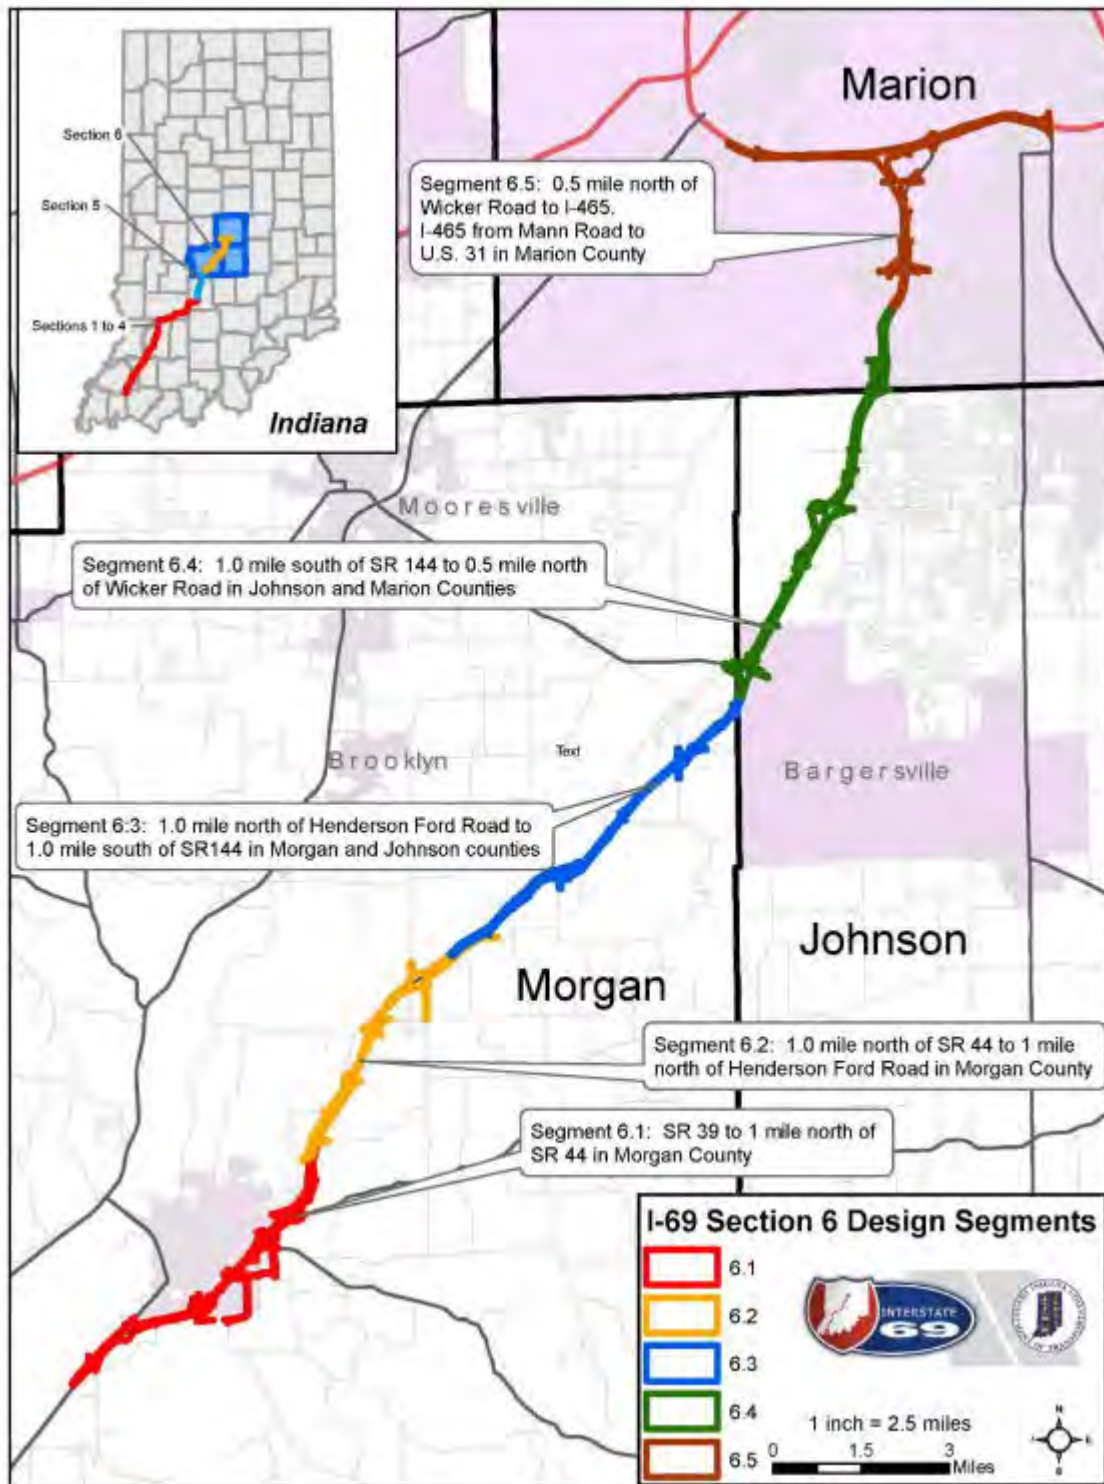 Marion
Section 6
Section 5
Sections 1 to 4
Indiana
Segment 6.5:  0.5 mile north of
Wicker Road to I-465.
I-465 from Mann Road to
U.S. 31 in Marion County
Mooresville
Segment 6.4:  1.0 mile south of SR 144 to 0.5 mile north
of Wicker Road in Johnson and Marion Counties
Brooklyn
Text
Bargersville
Segment 6:3:  1.0 mile north of Henderson Ford Road to
1.0 mile south of SR144 in Morgan and Johnson counties
Johnson
Morgan
Segment 6.2:  1.0 mile north of SR 44 to 1 mile
north of Henderson Ford Road in Morgan County
Segment 6.1:  SR 39 to 1 mile north of
SR 44 in Morgan County
I-69 Section 6 Design Segments
6.1
6.2
6.3
6.4
6.5
INTERSTATE
69
1 inch = 2.5 miles
0 1.5 3
Miles
N